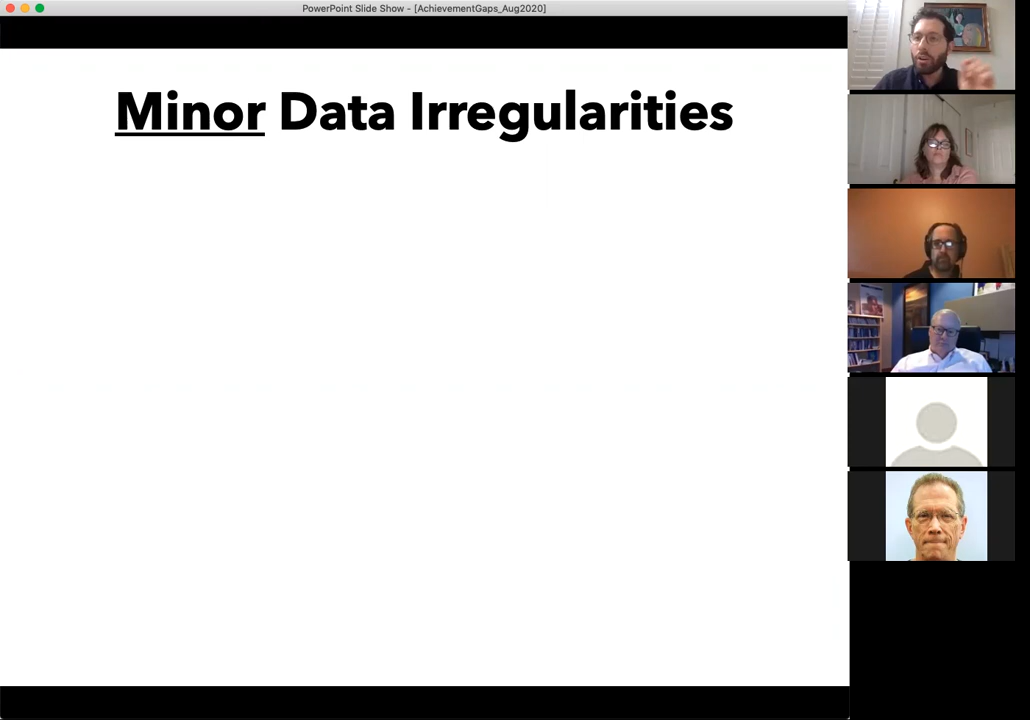 PowerPoint Slide Show - [AchievementGaps_Aug2020]
Minor Data Irregularities